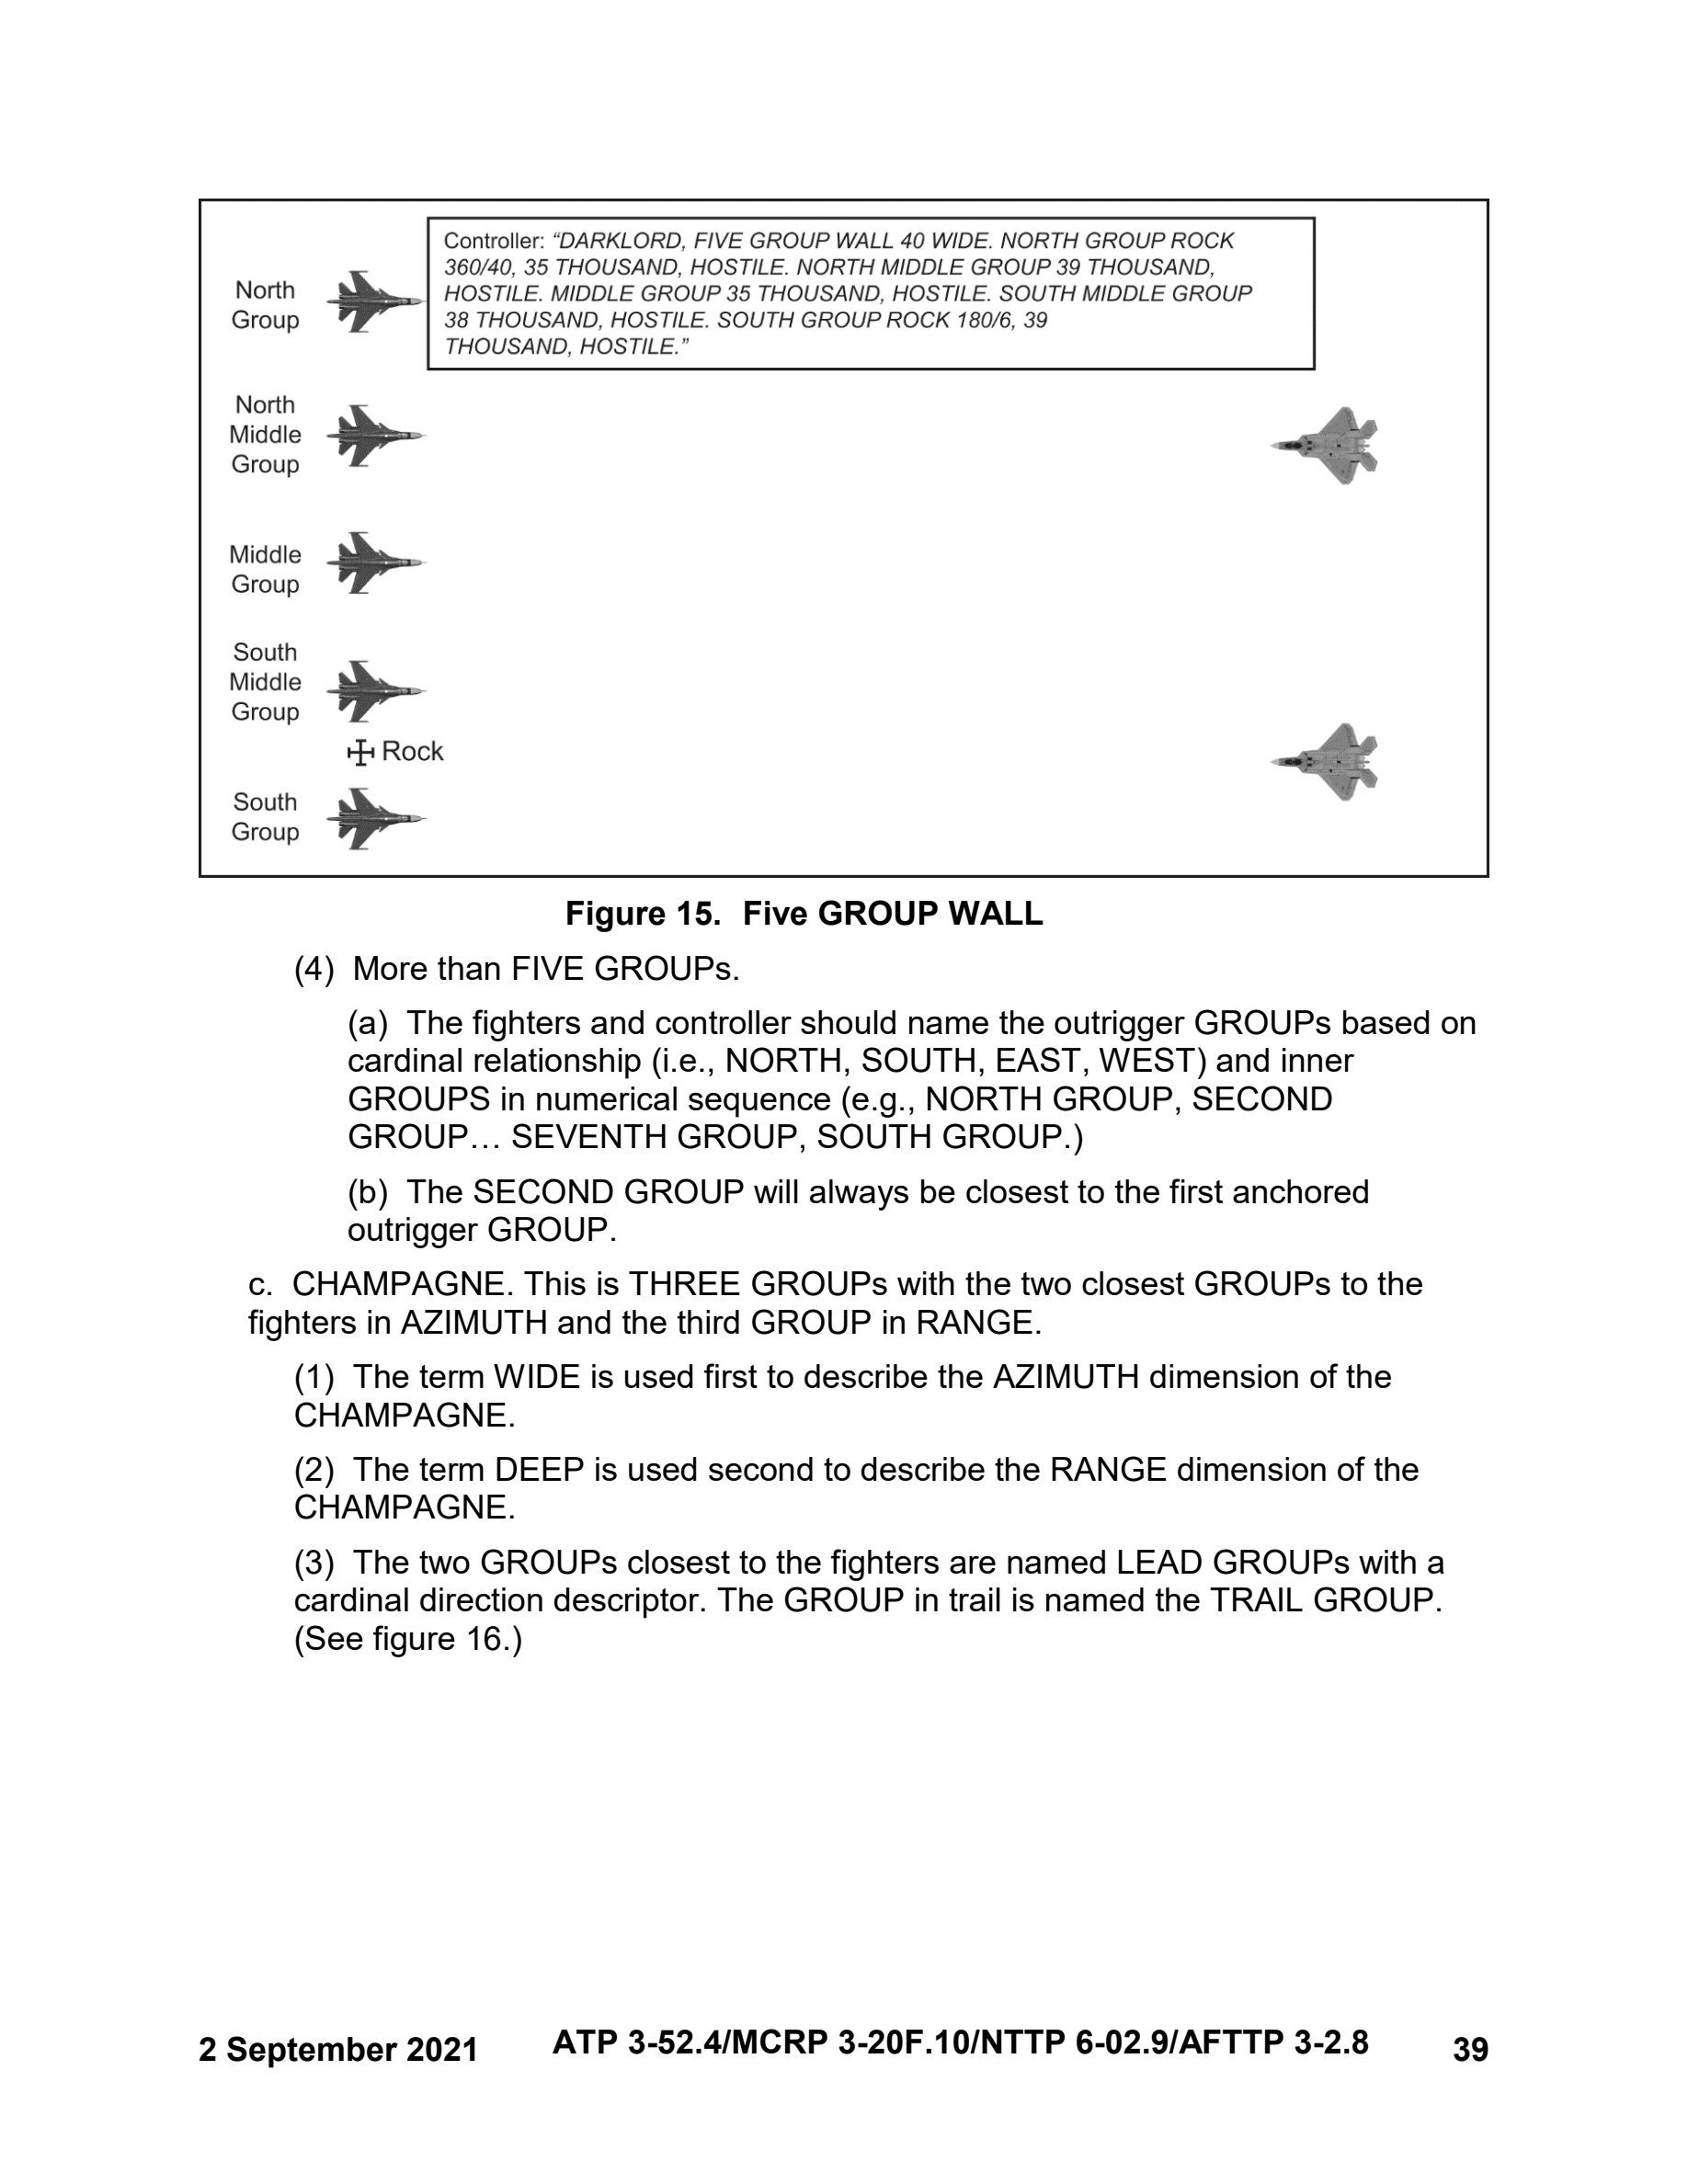 Controller: “DARKLORD, FIVE GROUP WALL 40 WIDE. NORTH GROUP ROCK
360/40, 35 THOUSAND, HOSTILE. NORTH MIDDLE GROUP 39 THOUSAND,
HOSTILE. MIDDLE GROUP 35 THOUSAND, HOSTILE. SOUTH MIDDLE GROUP
38 THOUSAND, HOSTILE. SOUTH GROUP ROCK 180/6, 39
THOUSAND, HOSTILE.”
North
Group
North
Middle
Group
Middle
Group
South
Middle
Group
Rock
South
Group
Figure 15.  Five GROUP WALL
(4)  More than FIVE GROUPs.
(a)  The fighters and controller should name the outrigger GROUPs based on
cardinal relationship (i.e., NORTH, SOUTH, EAST, WEST) and inner
GROUPS in numerical sequence (e.g., NORTH GROUP, SECOND
GROUP… SEVENTH GROUP, SOUTH GROUP.)
(b)  The SECOND GROUP will always be closest to the first anchored
outrigger GROUP.
c.  CHAMPAGNE. This is THREE GROUPs with the two closest GROUPs to the
fighters in AZIMUTH and the third GROUP in RANGE.
(1)  The term WIDE is used first to describe the AZIMUTH dimension of the
CHAMPAGNE.
(2)  The term DEEP is used second to describe the RANGE dimension of the
CHAMPAGNE.
(3)  The two GROUPs closest to the fighters are named LEAD GROUPs with a
cardinal direction descriptor. The GROUP in trail is named the TRAIL GROUP.
(See figure 16.)
2 September 2021 ATP 3-52.4/MCRP 3-20F.10/NTTP 6-02.9/AFTTP 3-2.8 39